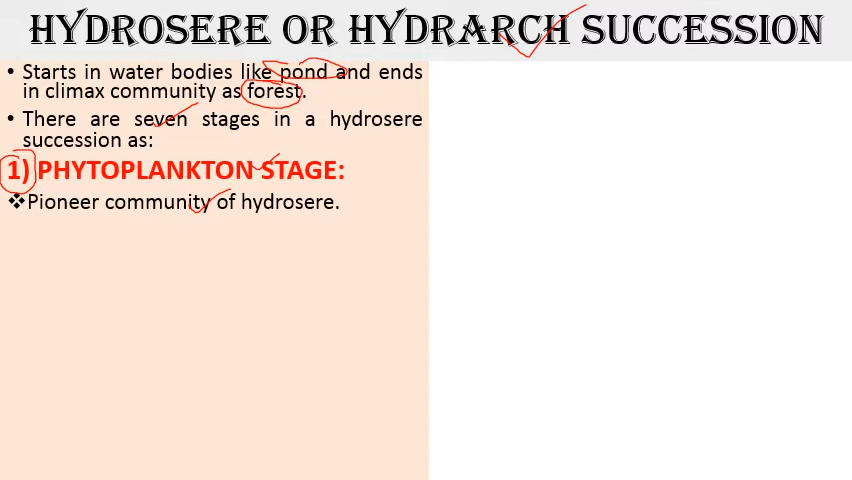 HYDROSERE OR HYDRARCH SUCCESSION
• Starts in water bodies like pond and ends
in climax community as forest.
• There are seven stages in a hydrosere
succession as:
1) PHYTOPLANKTON STAGE:
❖Pioneer community of hydrosere.